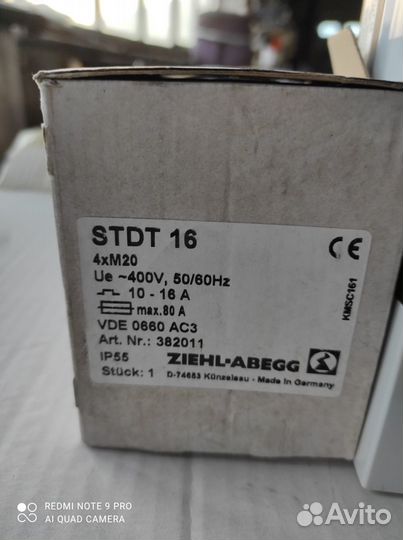 STDT 16
4xM20
Ue ~400V, 50/60Hz
10 - 16 A
max.80 A
VDE 0660 AC3
Art. Nr.: 382011
IP55 ZIEHL-ABEGG
Stück: 1 D-74653 Künzelsau - Made in Germany
CE
KMSC161
REDMI NOTE 9 PRO
AI QUAD CAMERA
Avito